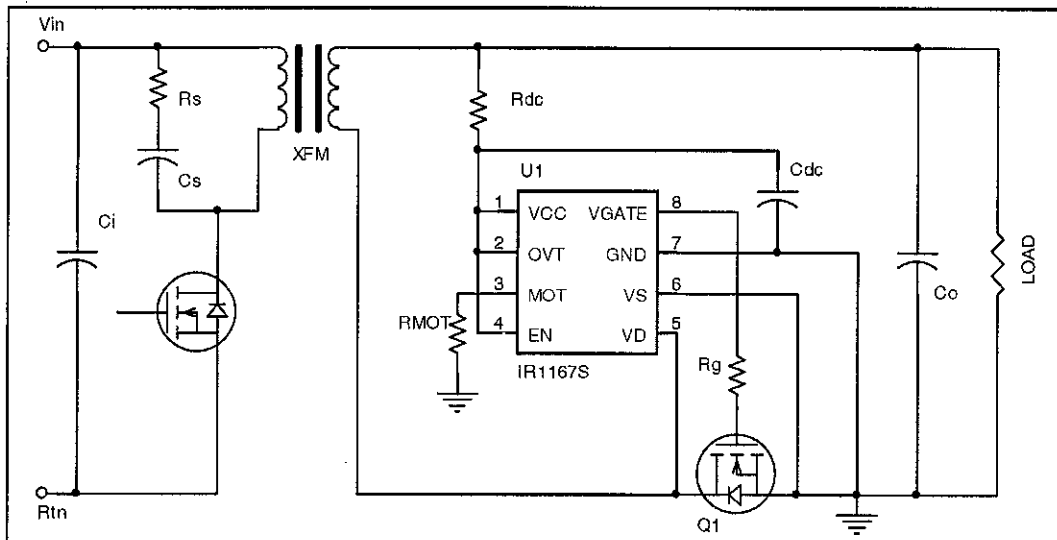 Vin
Rs
Cs
Ci
Rtn
XFM
Rdc
Cdc
U1
1 VCC VGATE 8
2 OVT GND 7
3 MOT VS 6
4 EN VD 5
IR1167S
RMOT
Rg
Q1
Co
LOAD